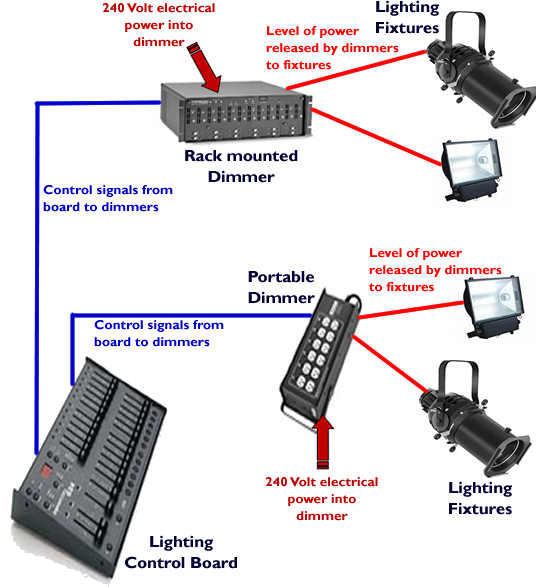 240 Volt electrical
power into
dimmer
Lighting
Fixtures
Level of power
released by dimmers
to fixtures
Rack mounted
Dimmer
Control signals from
board to dimmers
Portable
Dimmer
Level of power
released by dimmers
to fixtures
Control signals from
board to dimmers
240 Volt electrical
power into
dimmer
Lighting
Fixtures
Lighting
Control Board